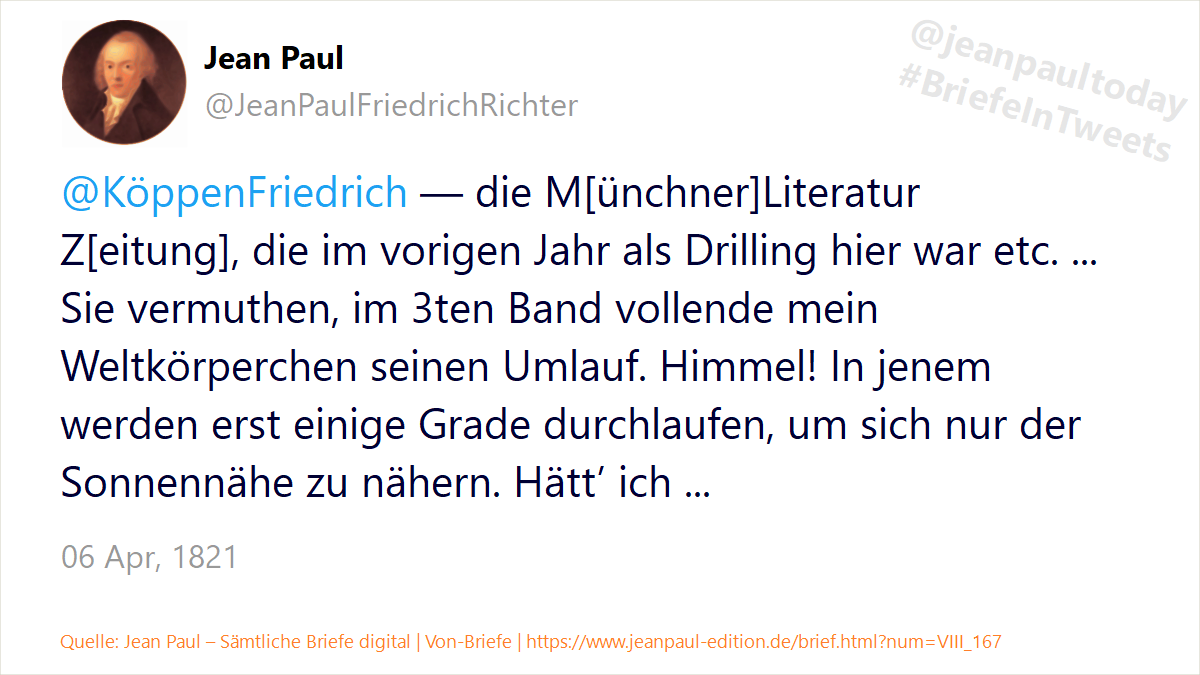 Jean Paul
@JeanPaulFriedrichRichter
@jeanpaultoday
#BriefeInTweets
@KöppenFriedrich — die M[ünchner]Literatur
Z[eitung], die im vorigen Jahr als Drilling hier war etc. ...
Sie vermuthen, im 3ten Band vollende mein
Weltkörperchen seinen Umlauf. Himmel! In jenem
werden erst einige Grade durchlaufen, um sich nur der
Sonnennähe zu nähern. Hätt’ ich ...
06 Apr, 1821
Quelle: Jean Paul – Sämtliche Briefe digital | Von-Briefe | https://www.jeanpaul-edition.de/brief.html?num=VIII_167